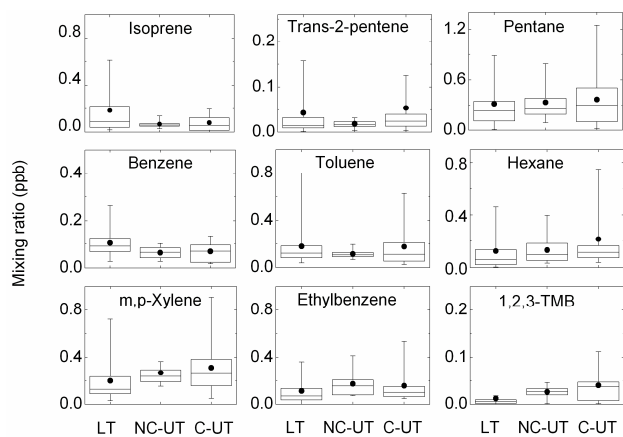 Mixing ratio (ppb)
Isoprene
0.8
0.4
0.0
Trans-2-pentene
0.2
0.1
0.0
Pentane
1.2
0.6
0.0
Benzene
0.4
0.2
0.0
Toluene
0.8
0.4
0.0
Hexane
0.8
0.4
0.0
m,p-Xylene
0.8
0.4
0.0
Ethylbenzene
0.8
0.4
0.0
1,2,3-TMB
0.2
0.1
0.0
LT NC-UT C-UT
LT NC-UT C-UT
LT NC-UT C-UT